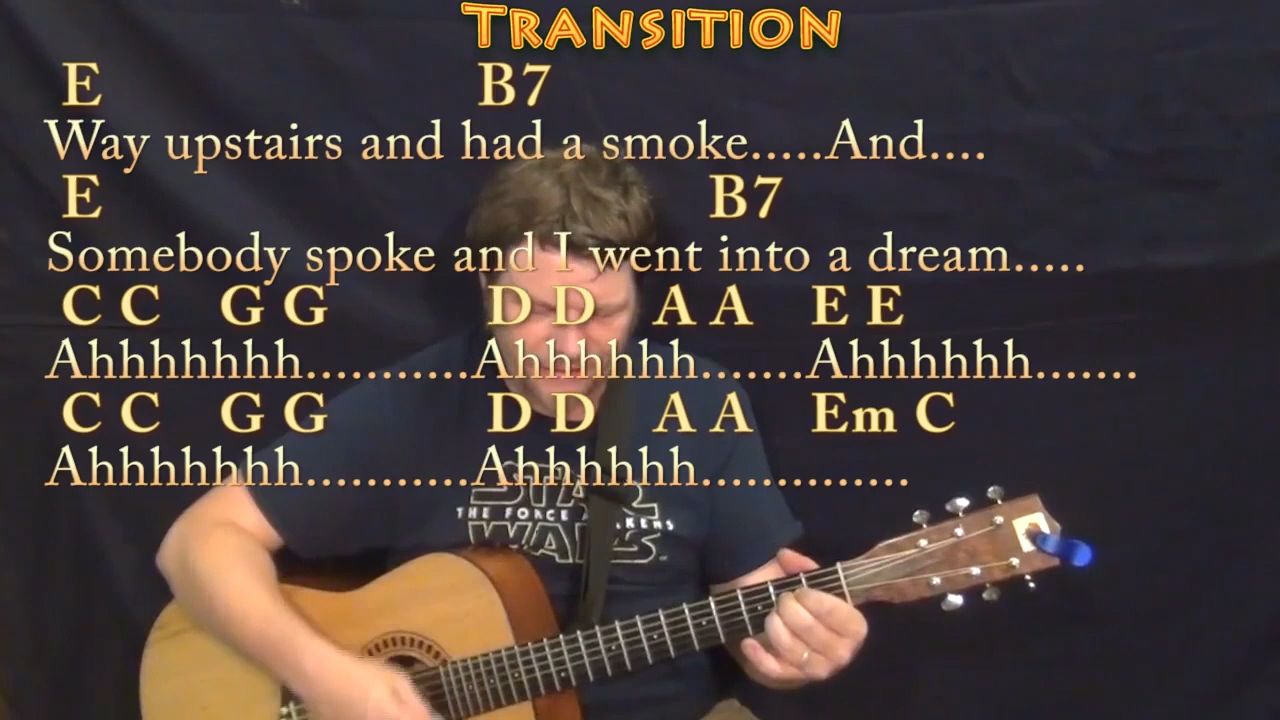 TRANSITION
E B7
Way upstairs and had a smoke.....And....
E B7
Somebody spoke and I went into a dream.....
C C G G D D A A E E
Ahhhhhhh...........Ahhhhhh.......Ahhhhhh.......
C C G G D D A A Em C
Ahhhhhhh...........Ahhhhhh..............
STAR
THE FORCE AWAKENS
WARS